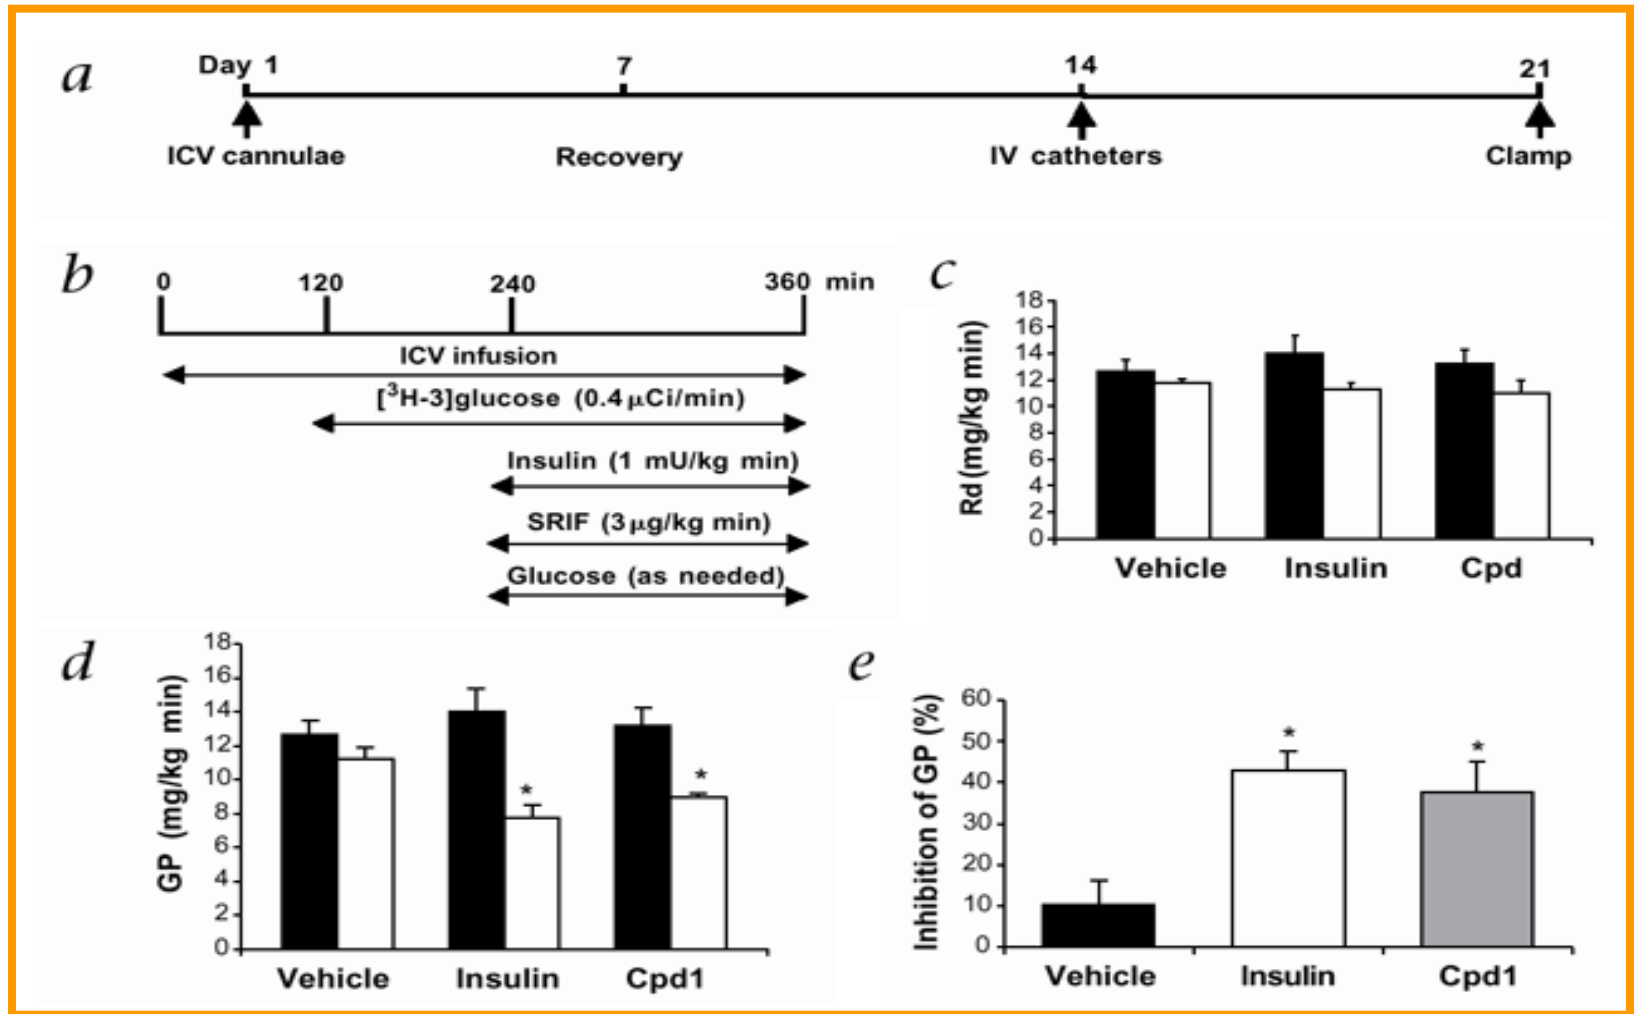 a
Day 1 7 14 21
ICV cannulae Recovery IV catheters Clamp
b
0 120 240 360 min
ICV infusion
[³H-3]glucose (0.4 μCi/min)
Insulin (1 mU/kg min)
SRIF (3 μg/kg min)
Glucose (as needed)
c
Rd (mg/kg min)
18
16
14
12
10
8
6
4
2
0
Vehicle Insulin Cpd
d
GP (mg/kg min)
18
16
14
12
10
8
6
4
2
0
* *
Vehicle Insulin Cpd1
e
Inhibition of GP (%)
60
50
40
30
20
10
0
* *
Vehicle Insulin Cpd1